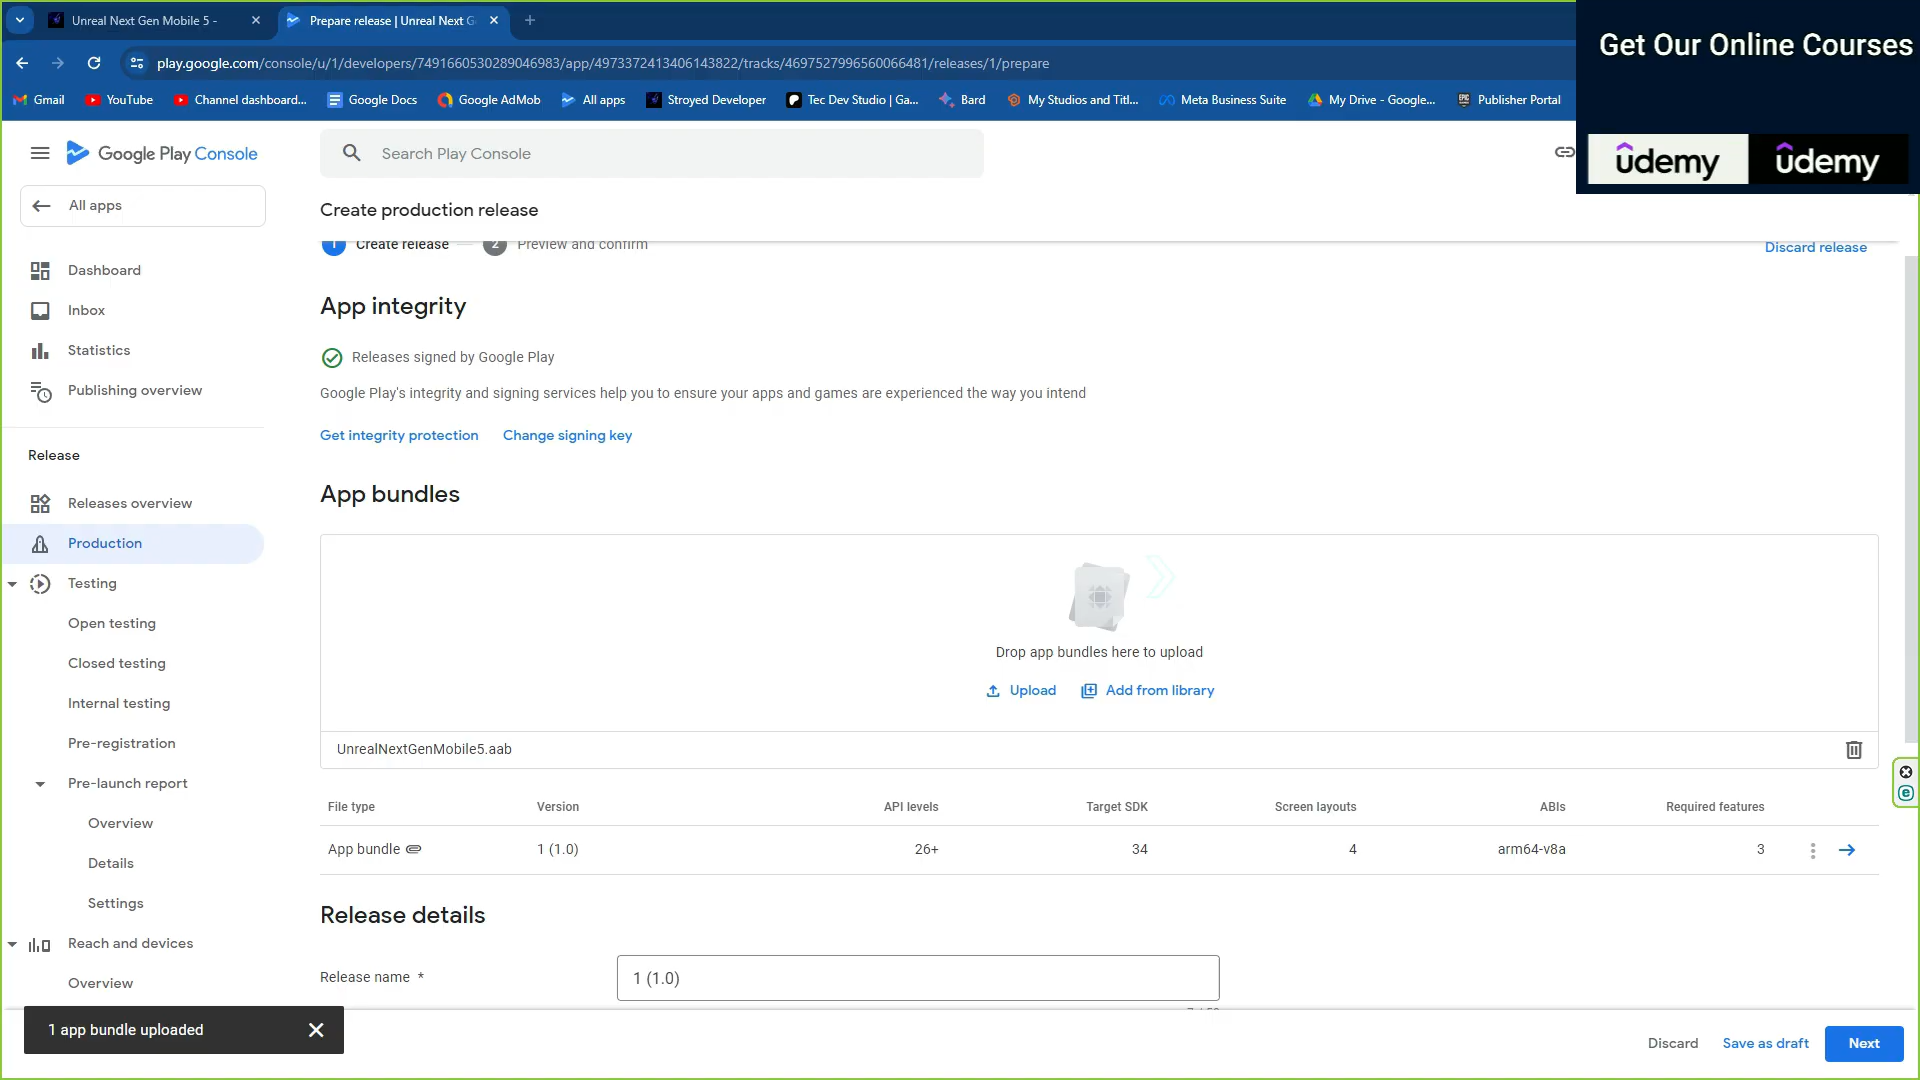 Unreal Next Gen Mobile 5 -
Prepare release | Unreal Next G
play.google.com/console/u/1/developers/7491660530289046983/app/4973372413406143822/tracks/4697527996560066481/releases/1/prepare
Gmail
YouTube
Channel dashboard...
Google Docs
Google AdMob
All apps
Stroyed Developer
Tec Dev Studio | Ga...
Bard
My Studios and Titl...
Meta Business Suite
My Drive - Google...
Publisher Portal
Get Our Online Courses
udemy
udemy
Google Play Console
Search Play Console
All apps
Create production release
1 Create release
2 Preview and confirm
Discard release
Dashboard
Inbox
Statistics
Publishing overview
Release
Releases overview
Production
Testing
Open testing
Closed testing
Internal testing
Pre-registration
Pre-launch report
Overview
Details
Settings
Reach and devices
Overview
App integrity
Releases signed by Google Play
Google Play's integrity and signing services help you to ensure your apps and games are experienced the way you intend
Get integrity protection
Change signing key
App bundles
Drop app bundles here to upload
Upload
Add from library
UnrealNextGenMobile5.aab
File type Version API levels Target SDK Screen layouts ABIs Required features
App bundle 1 (1.0) 26+ 34 4 arm64-v8a 3
Release details
Release name *
1 (1.0)
1 app bundle uploaded
Discard
Save as draft
Next